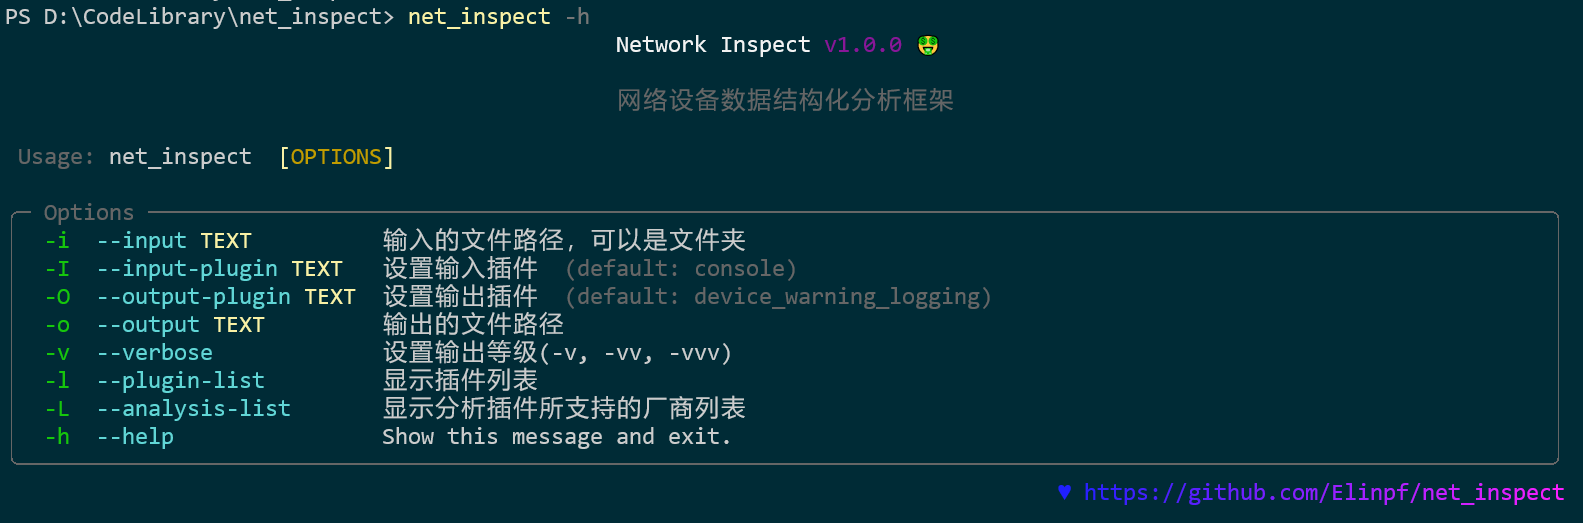 PS D:\CodeLibrary\net_inspect> net_inspect -h
Network Inspect v1.0.0 🤑
网络设备数据结构化分析框架
Usage: net_inspect [OPTIONS]
Options
-i --input TEXT 输入的文件路径，可以是文件夹
-I --input-plugin TEXT 设置输入插件 (default: console)
-O --output-plugin TEXT 设置输出插件 (default: device_warning_logging)
-o --output TEXT 输出的文件路径
-v --verbose 设置输出等级(-v, -vv, -vvv)
-l --plugin-list 显示插件列表
-L --analysis-list 显示分析插件所支持的厂商列表
-h --help Show this message and exit.
♥ https://github.com/Elinpf/net_inspect